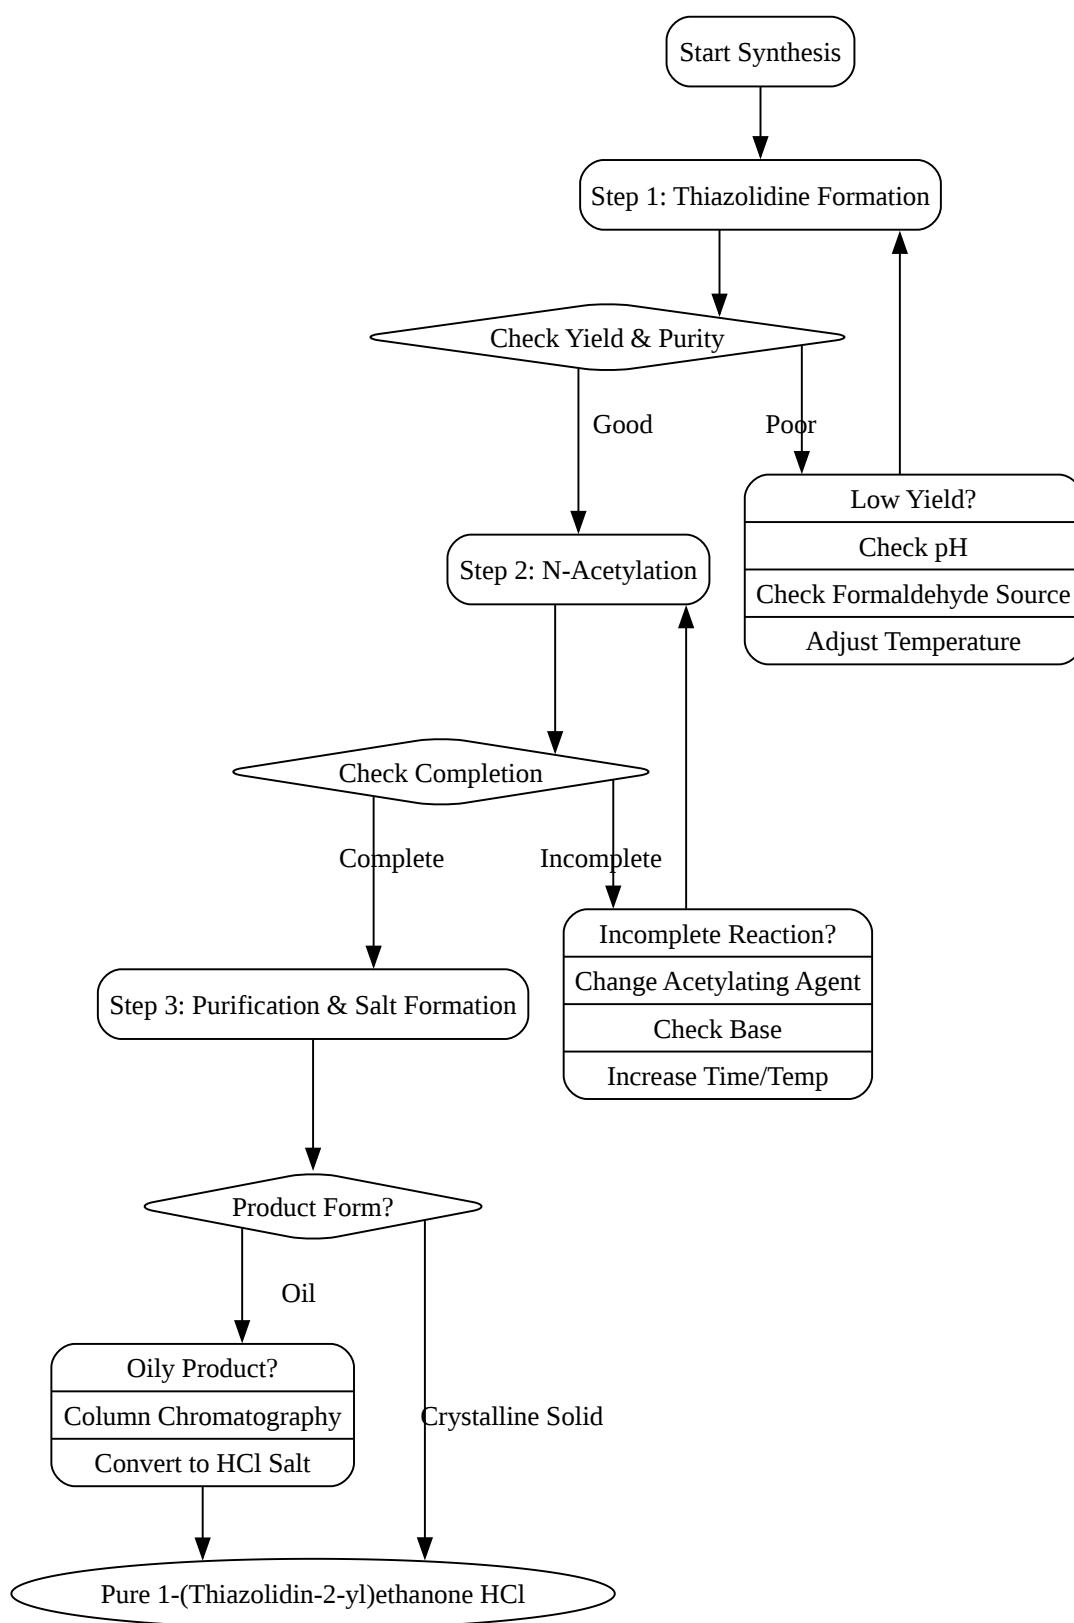 Start Synthesis
Step 1: Thiazolidine Formation
Check Yield & Purity
Good
Poor
Low Yield?
Check pH
Check Formaldehyde Source
Adjust Temperature
Step 2: N-Acetylation
Check Completion
Complete
Incomplete
Incomplete Reaction?
Change Acetylating Agent
Check Base
Increase Time/Temp
Step 3: Purification & Salt Formation
Product Form?
Oil
Oily Product?
Column Chromatography
Convert to HCl Salt
Crystalline Solid
Pure 1-(Thiazolidin-2-yl)ethanone HCl